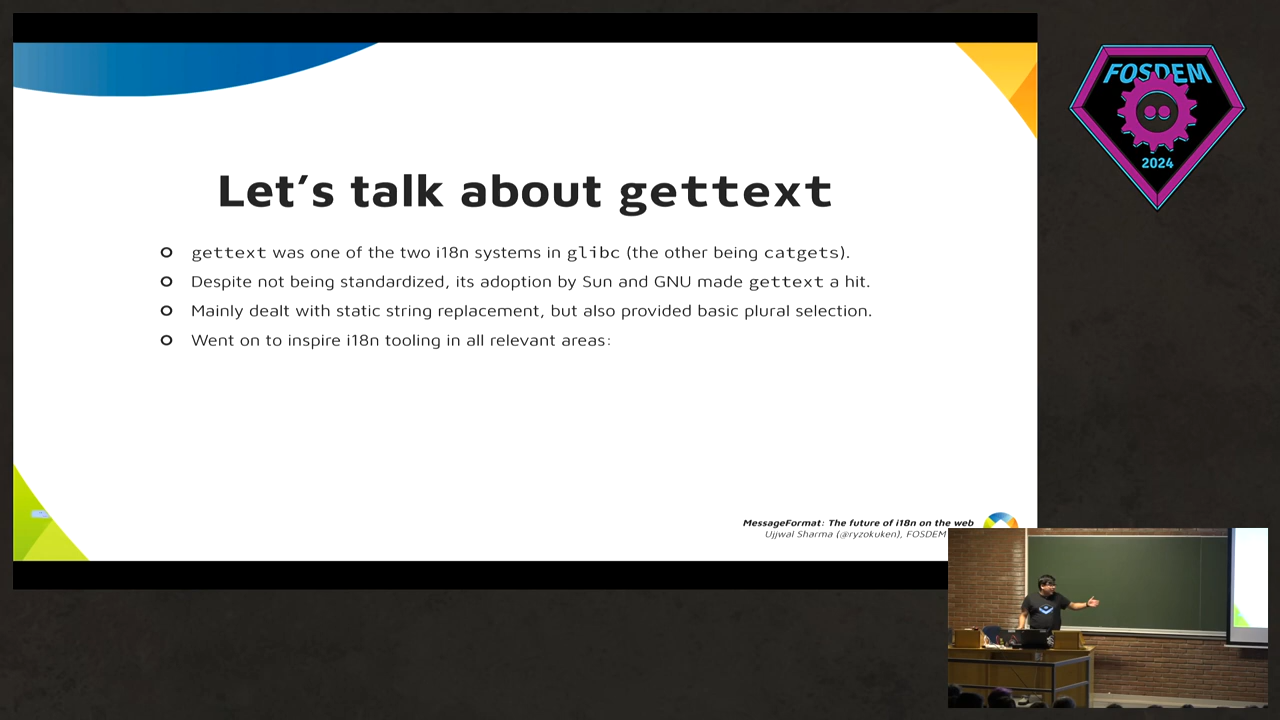 Let's talk about gettext
gettext was one of the two i18n systems in glibc (the other being catgets).
Despite not being standardized, its adoption by Sun and GNU made gettext a hit.
Mainly dealt with static string replacement, but also provided basic plural selection.
Went on to inspire i18n tooling in all relevant areas:
MessageFormat: The future of i18n on the web
Ujjwal Sharma (@ryzokuken), FOSDEM
FOSDEM
2024